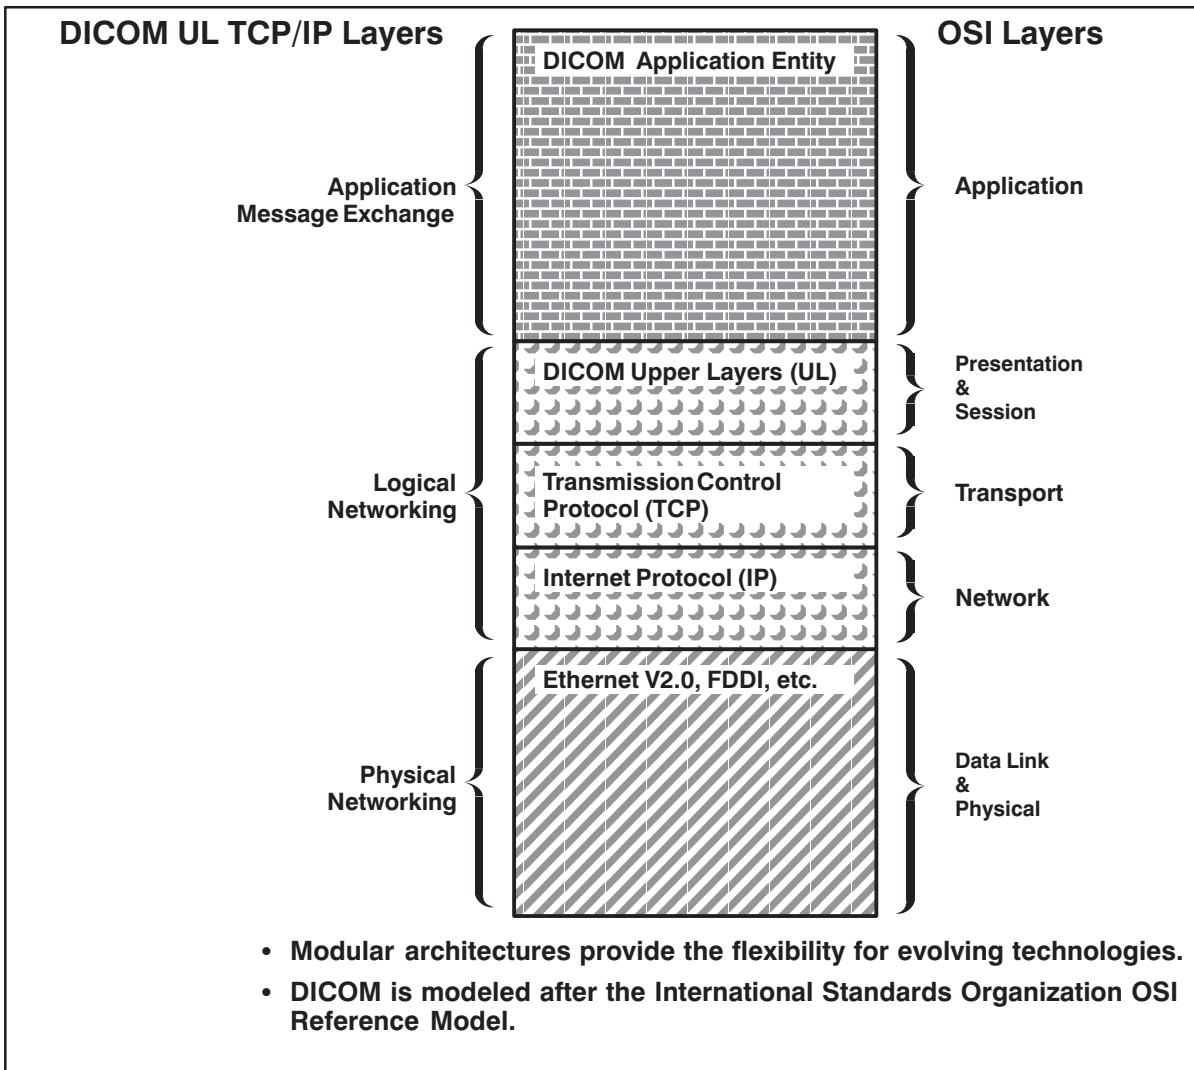 DICOM UL TCP/IP Layers
OSI Layers
DICOM Application Entity
Application
Message Exchange
Application
DICOM Upper Layers (UL)
Presentation
&
Session
Logical
Networking
Transmission Control
Protocol (TCP)
Transport
Internet Protocol (IP)
Network
Ethernet V2.0, FDDI, etc.
Physical
Networking
Data Link
&
Physical
• Modular architectures provide the flexibility for evolving technologies.
• DICOM is modeled after the International Standards Organization OSI
Reference Model.